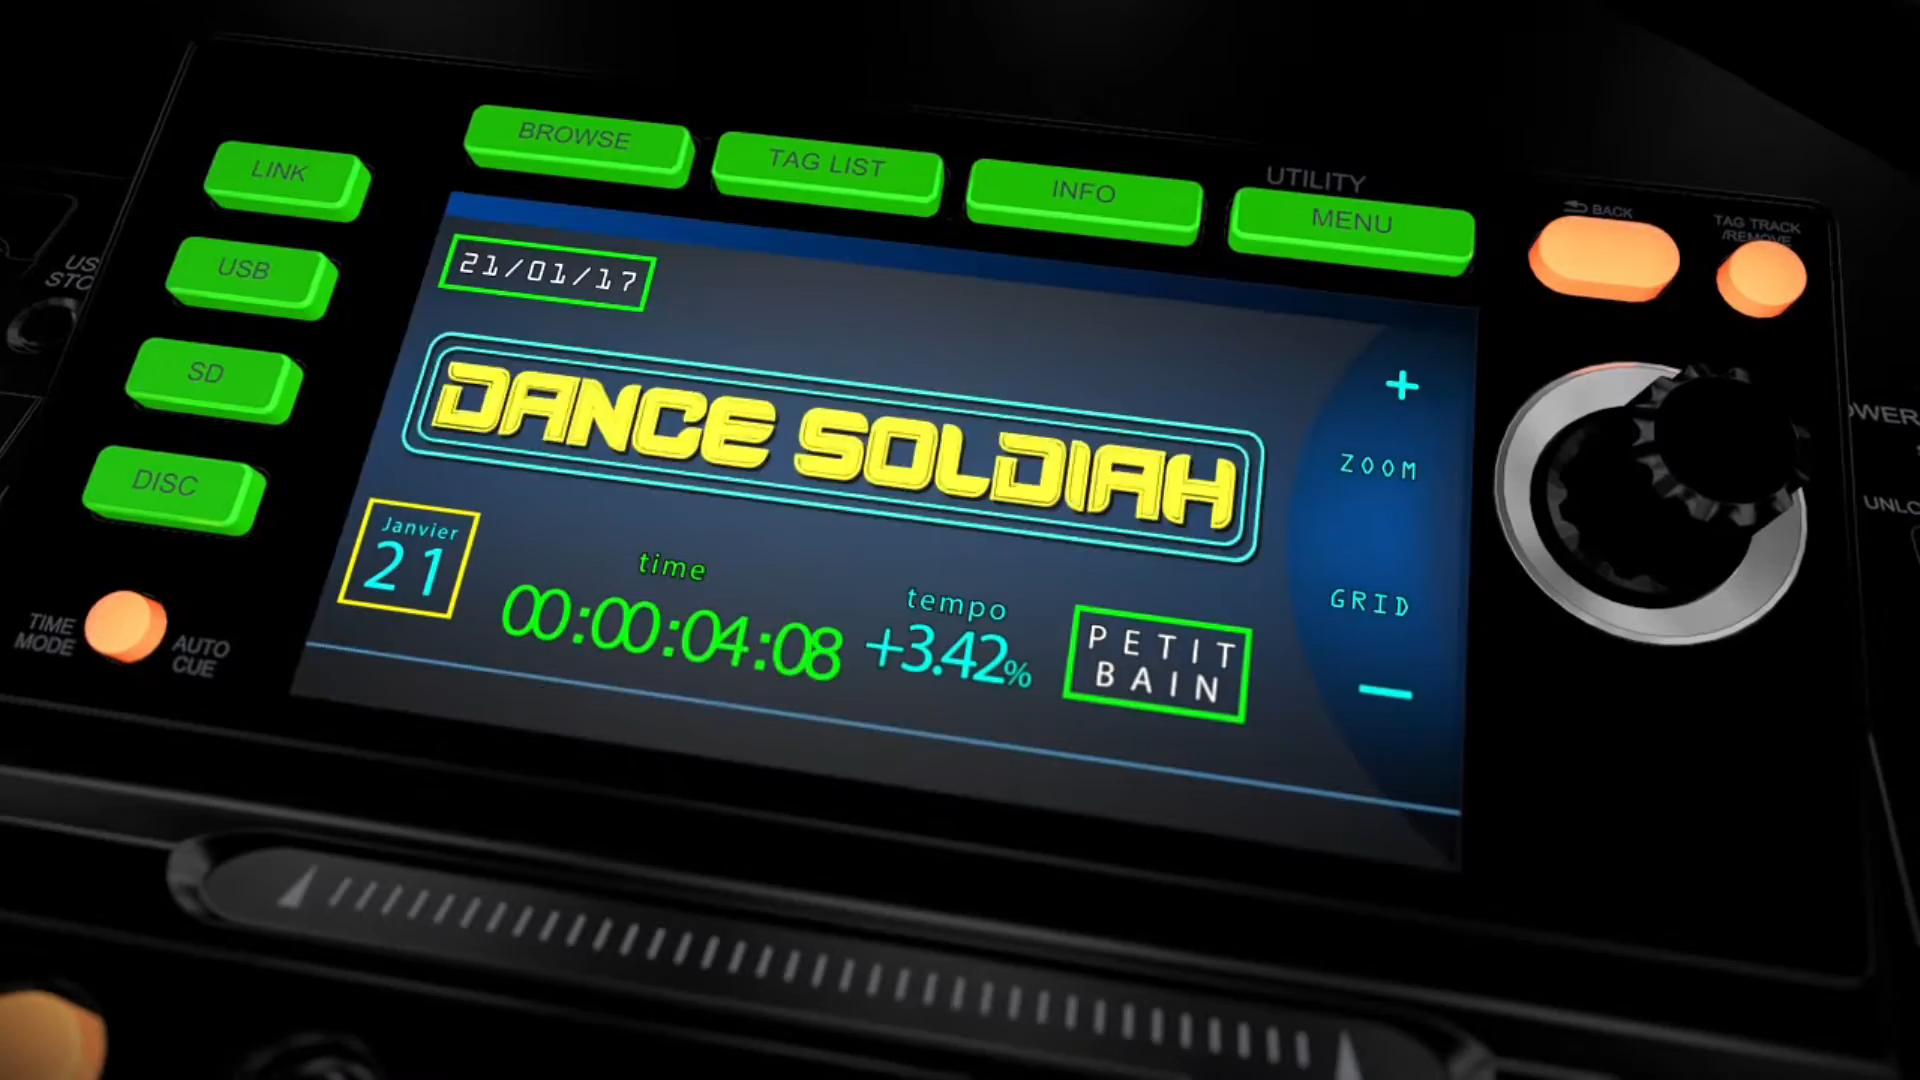 BROWSE
TAG LIST
INFO
UTILITY
MENU
BACK
TAG TRACK
/REMOVE
LINK
USB
SD
DISC
TIME
MODE
AUTO
CUE
21/01/17
DANCE SOLDIAH
Janvier
21
time
00:00:04:08
tempo
+3.42%
PETIT
BAIN
+
ZOOM
GRID
—